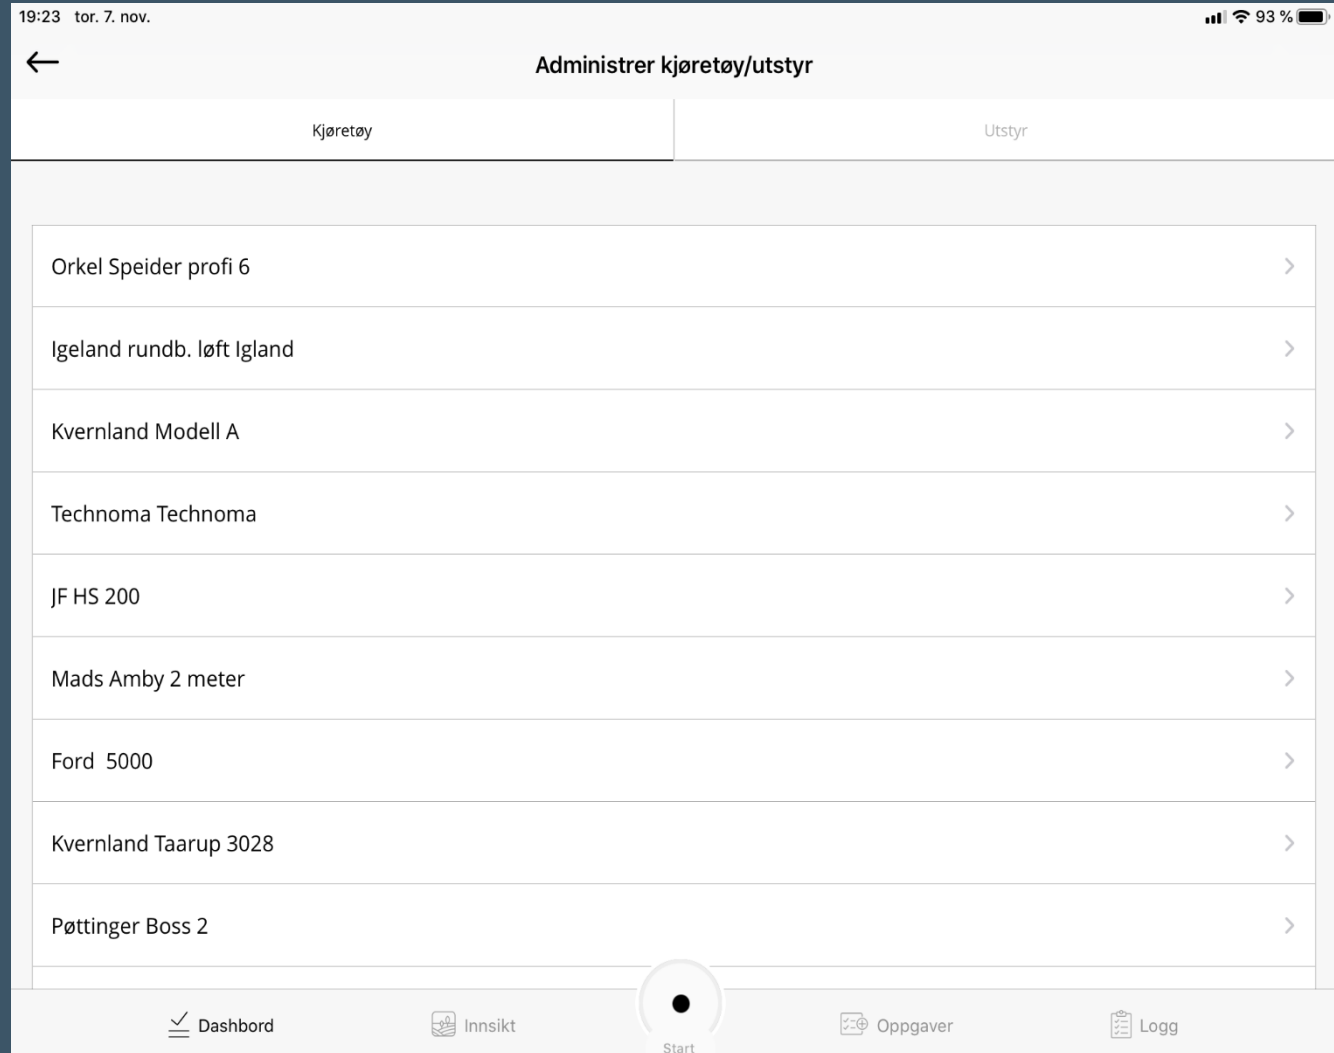 19:23 tor. 7. nov. 93 %
Administrer kjøretøy/utstyr
Kjøretøy Utstyr
Orkel Speider profi 6
Igeland rundb. løft Igland
Kvernland Modell A
Technoma Technoma
JF HS 200
Mads Amby 2 meter
Ford 5000
Kvernland Taarup 3028
Pøttinger Boss 2
Dashbord Innsikt Start Oppgaver Logg